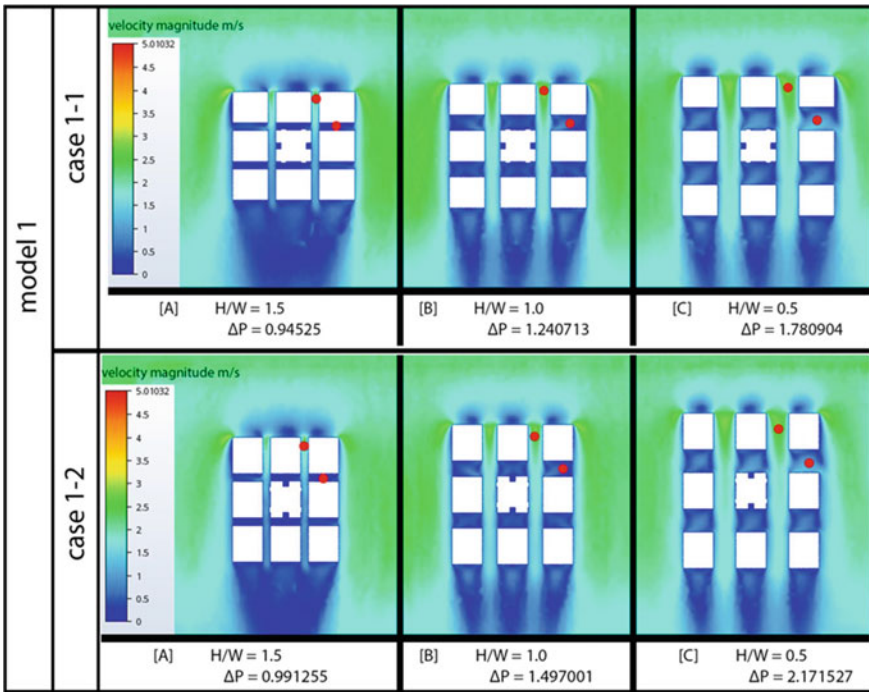 model 1
case 1-1
velocity magnitude m/s
5.01032
4.5
4
3.5
3
2.5
2
1.5
1
0.5
0
[A] H/W = 1.5
ΔP = 0.94525
[B] H/W = 1.0
ΔP = 1.240713
[C] H/W = 0.5
ΔP = 1.780904
case 1-2
velocity magnitude m/s
5.01032
4.5
4
3.5
3
2.5
2
1.5
1
0.5
0
[A] H/W = 1.5
ΔP = 0.991255
[B] H/W = 1.0
ΔP = 1.497001
[C] H/W = 0.5
ΔP = 2.171527